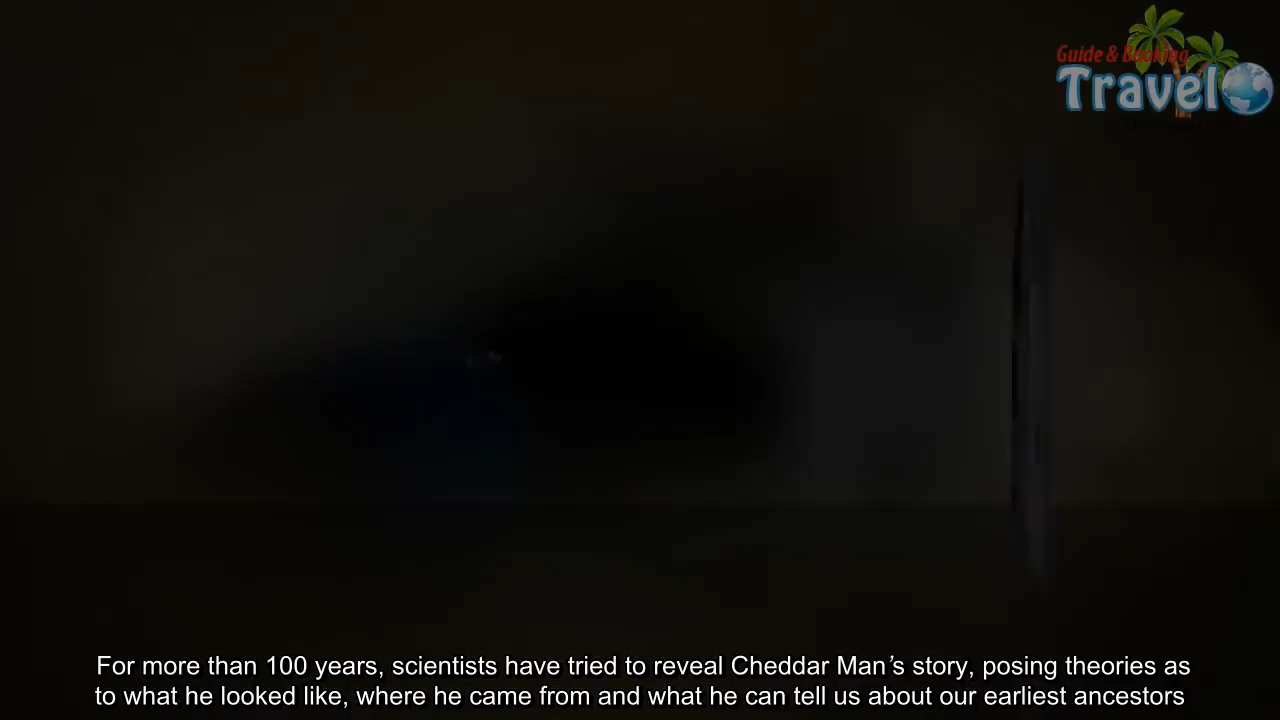 Guide & Booking
Travel
For more than 100 years, scientists have tried to reveal Cheddar Man’s story, posing theories as
to what he looked like, where he came from and what he can tell us about our earliest ancestors